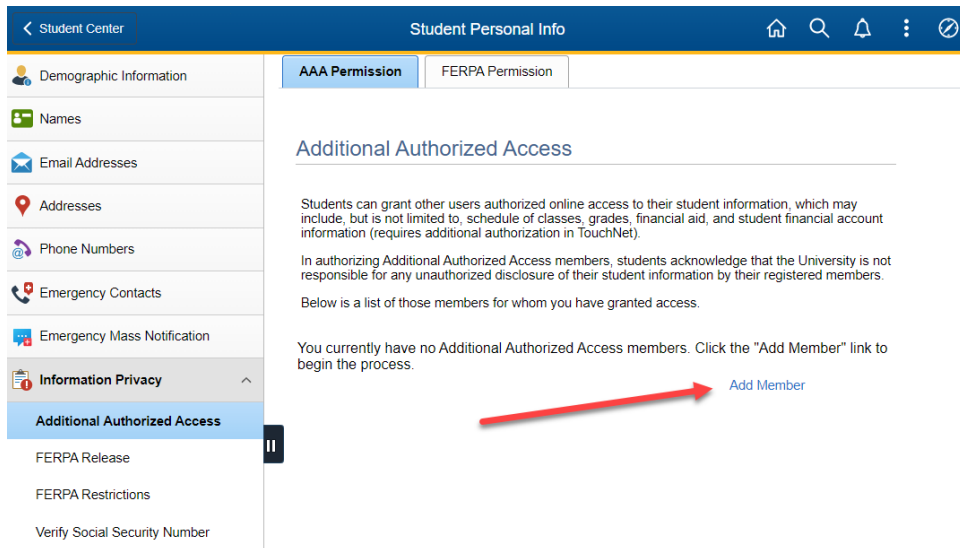 Student Center
Student Personal Info
Demographic Information
Names
Email Addresses
Addresses
Phone Numbers
Emergency Contacts
Emergency Mass Notification
Information Privacy
Additional Authorized Access
FERPA Release
FERPA Restrictions
Verify Social Security Number
AAA Permission
FERPA Permission
Additional Authorized Access
Students can grant other users authorized online access to their student information, which may
include, but is not limited to, schedule of classes, grades, financial aid, and student financial account
information (requires additional authorization in TouchNet).
In authorizing Additional Authorized Access members, students acknowledge that the University is not
responsible for any unauthorized disclosure of their student information by their registered members.
Below is a list of those members for whom you have granted access.
You currently have no Additional Authorized Access members. Click the "Add Member" link to
begin the process.
Add Member